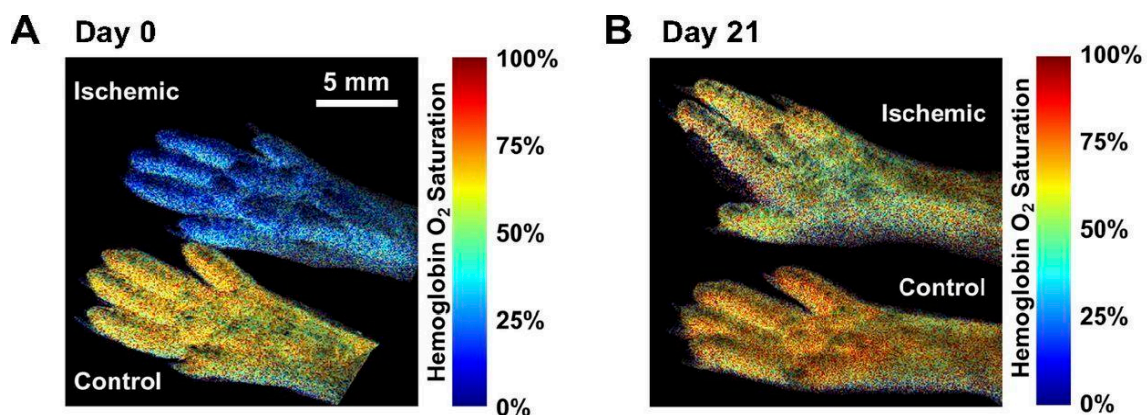 A Day 0
Ischemic
5 mm
Control
100%
75%
50%
25%
0%
Hemoglobin O₂ Saturation
B Day 21
Ischemic
Control
100%
75%
50%
25%
0%
Hemoglobin O₂ Saturation